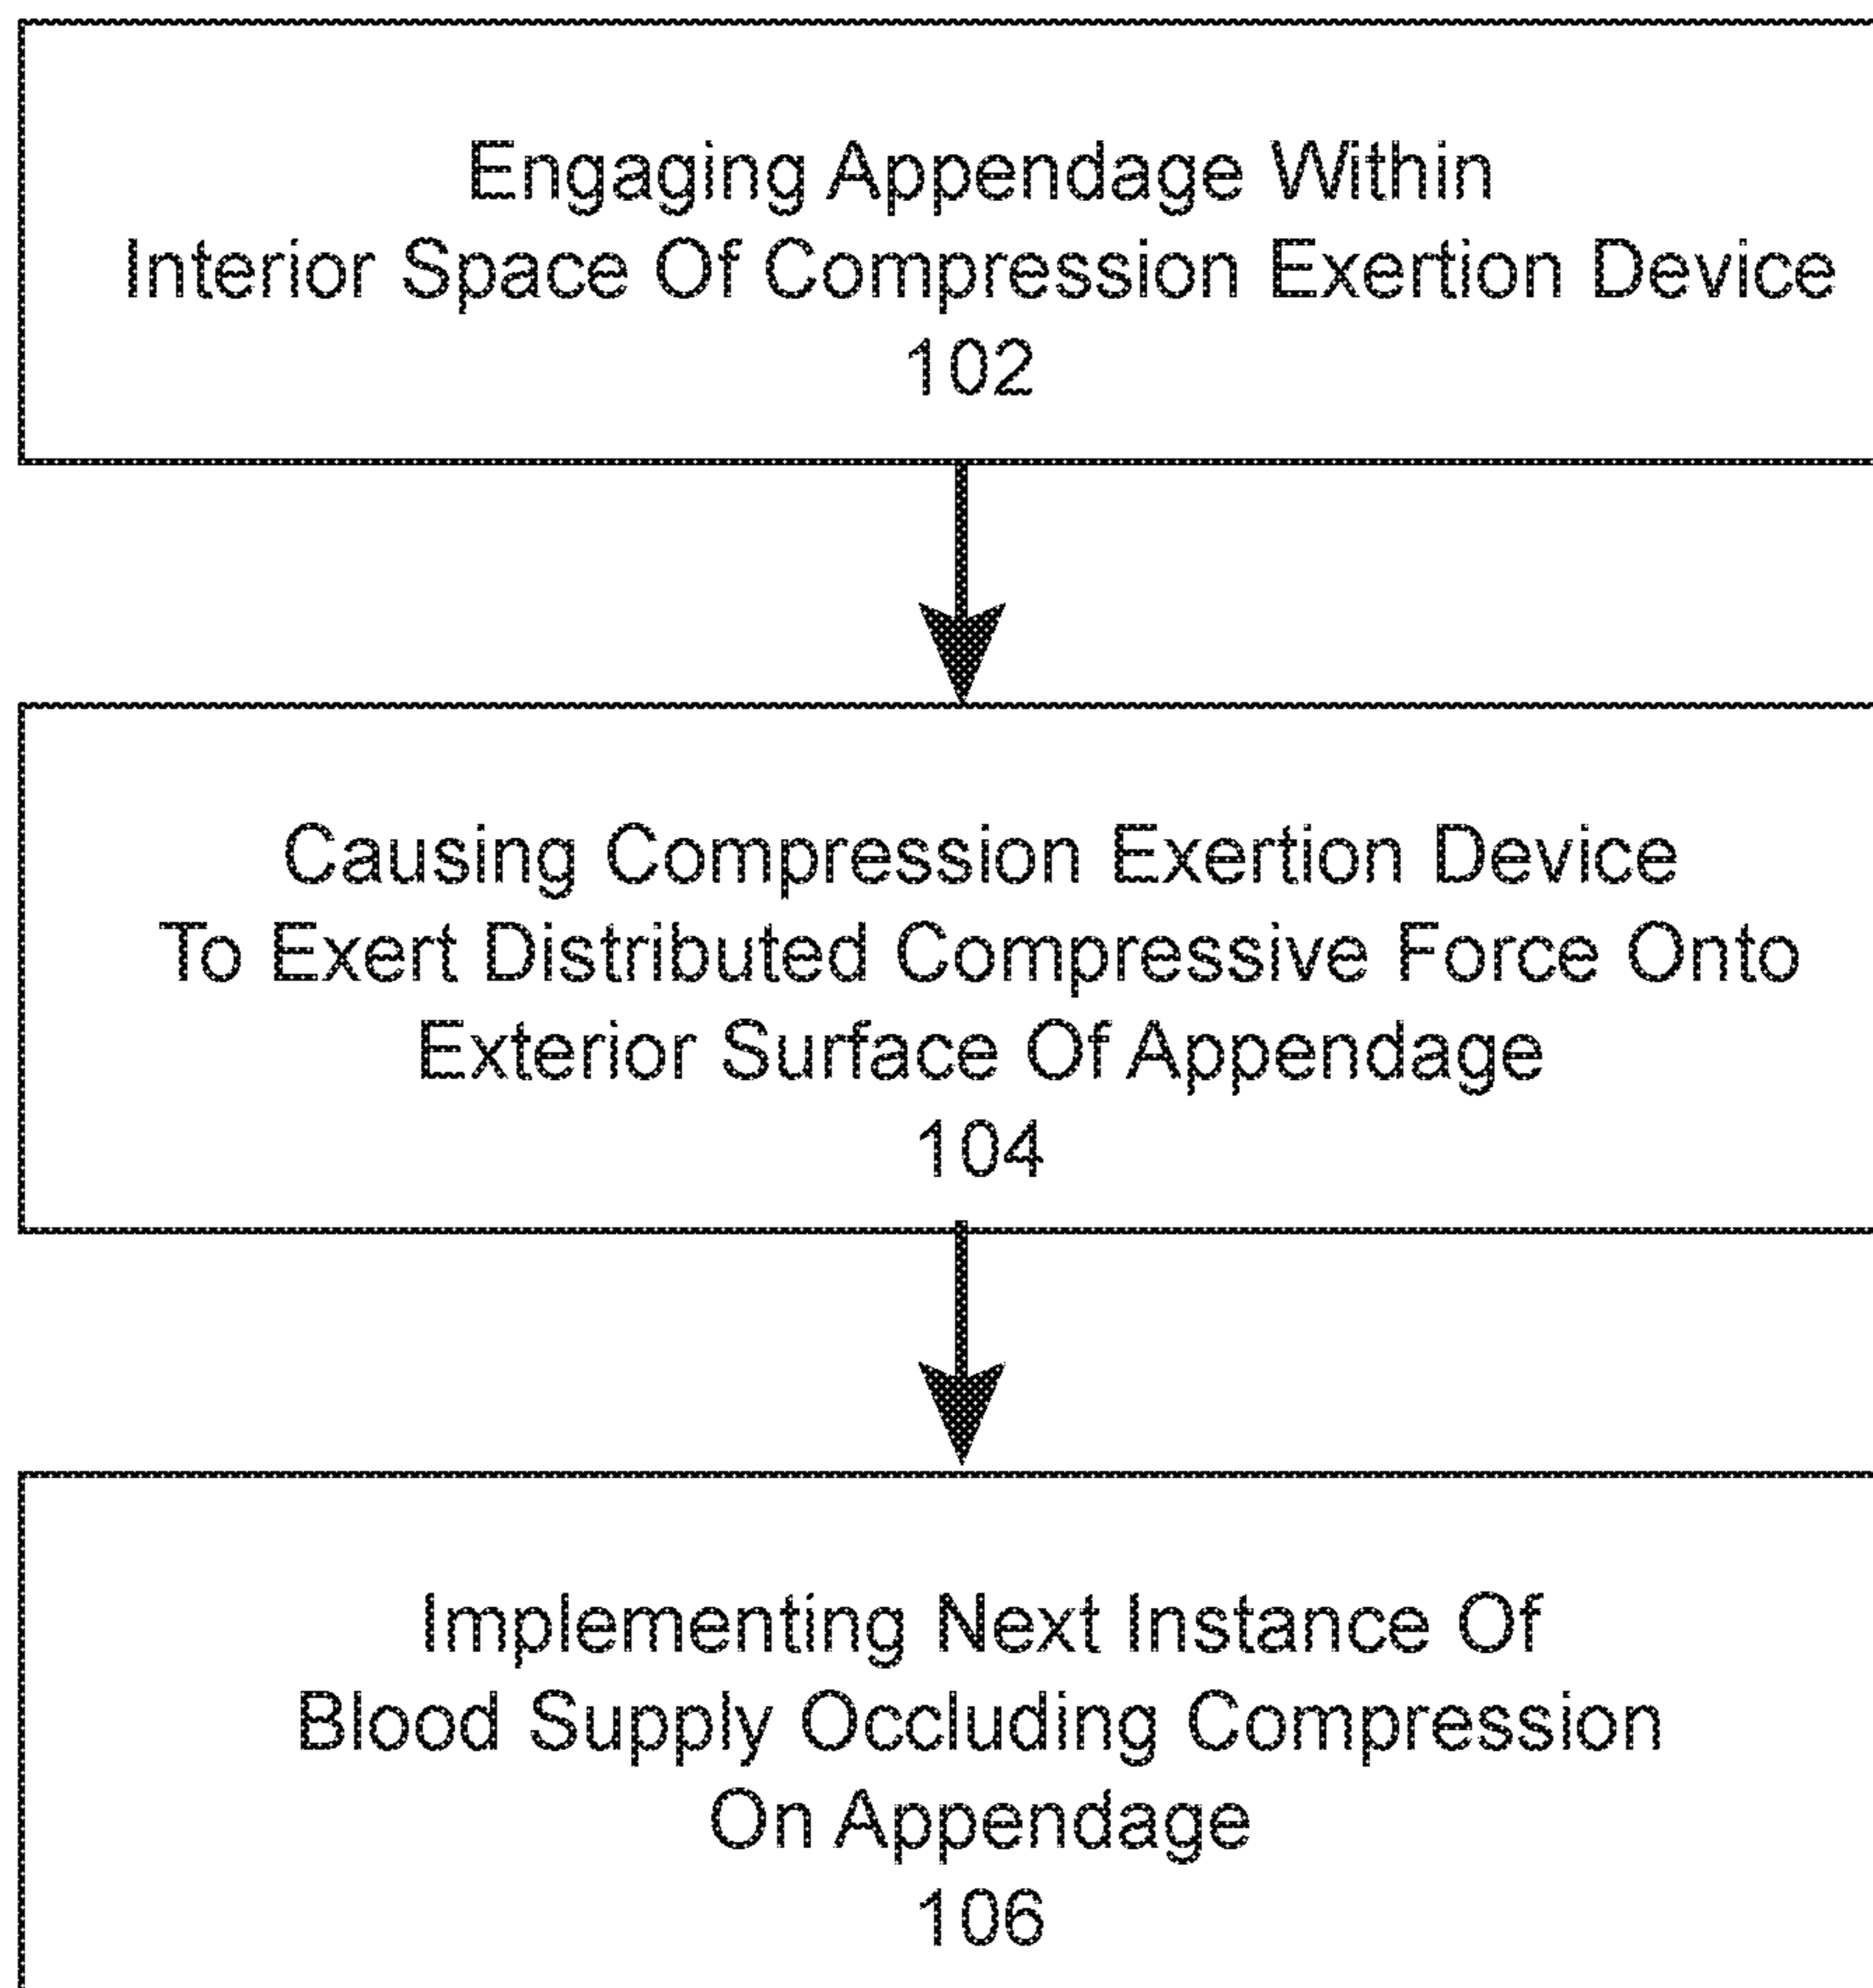 Engaging Appendage Within
Interior Space Of Compression Exertion Device
102
Causing Compression Exertion Device
To Exert Distributed Compressive Force Onto
Exterior Surface Of Appendage
104
Implementing Next Instance Of
Blood Supply Occluding Compression
On Appendage
106